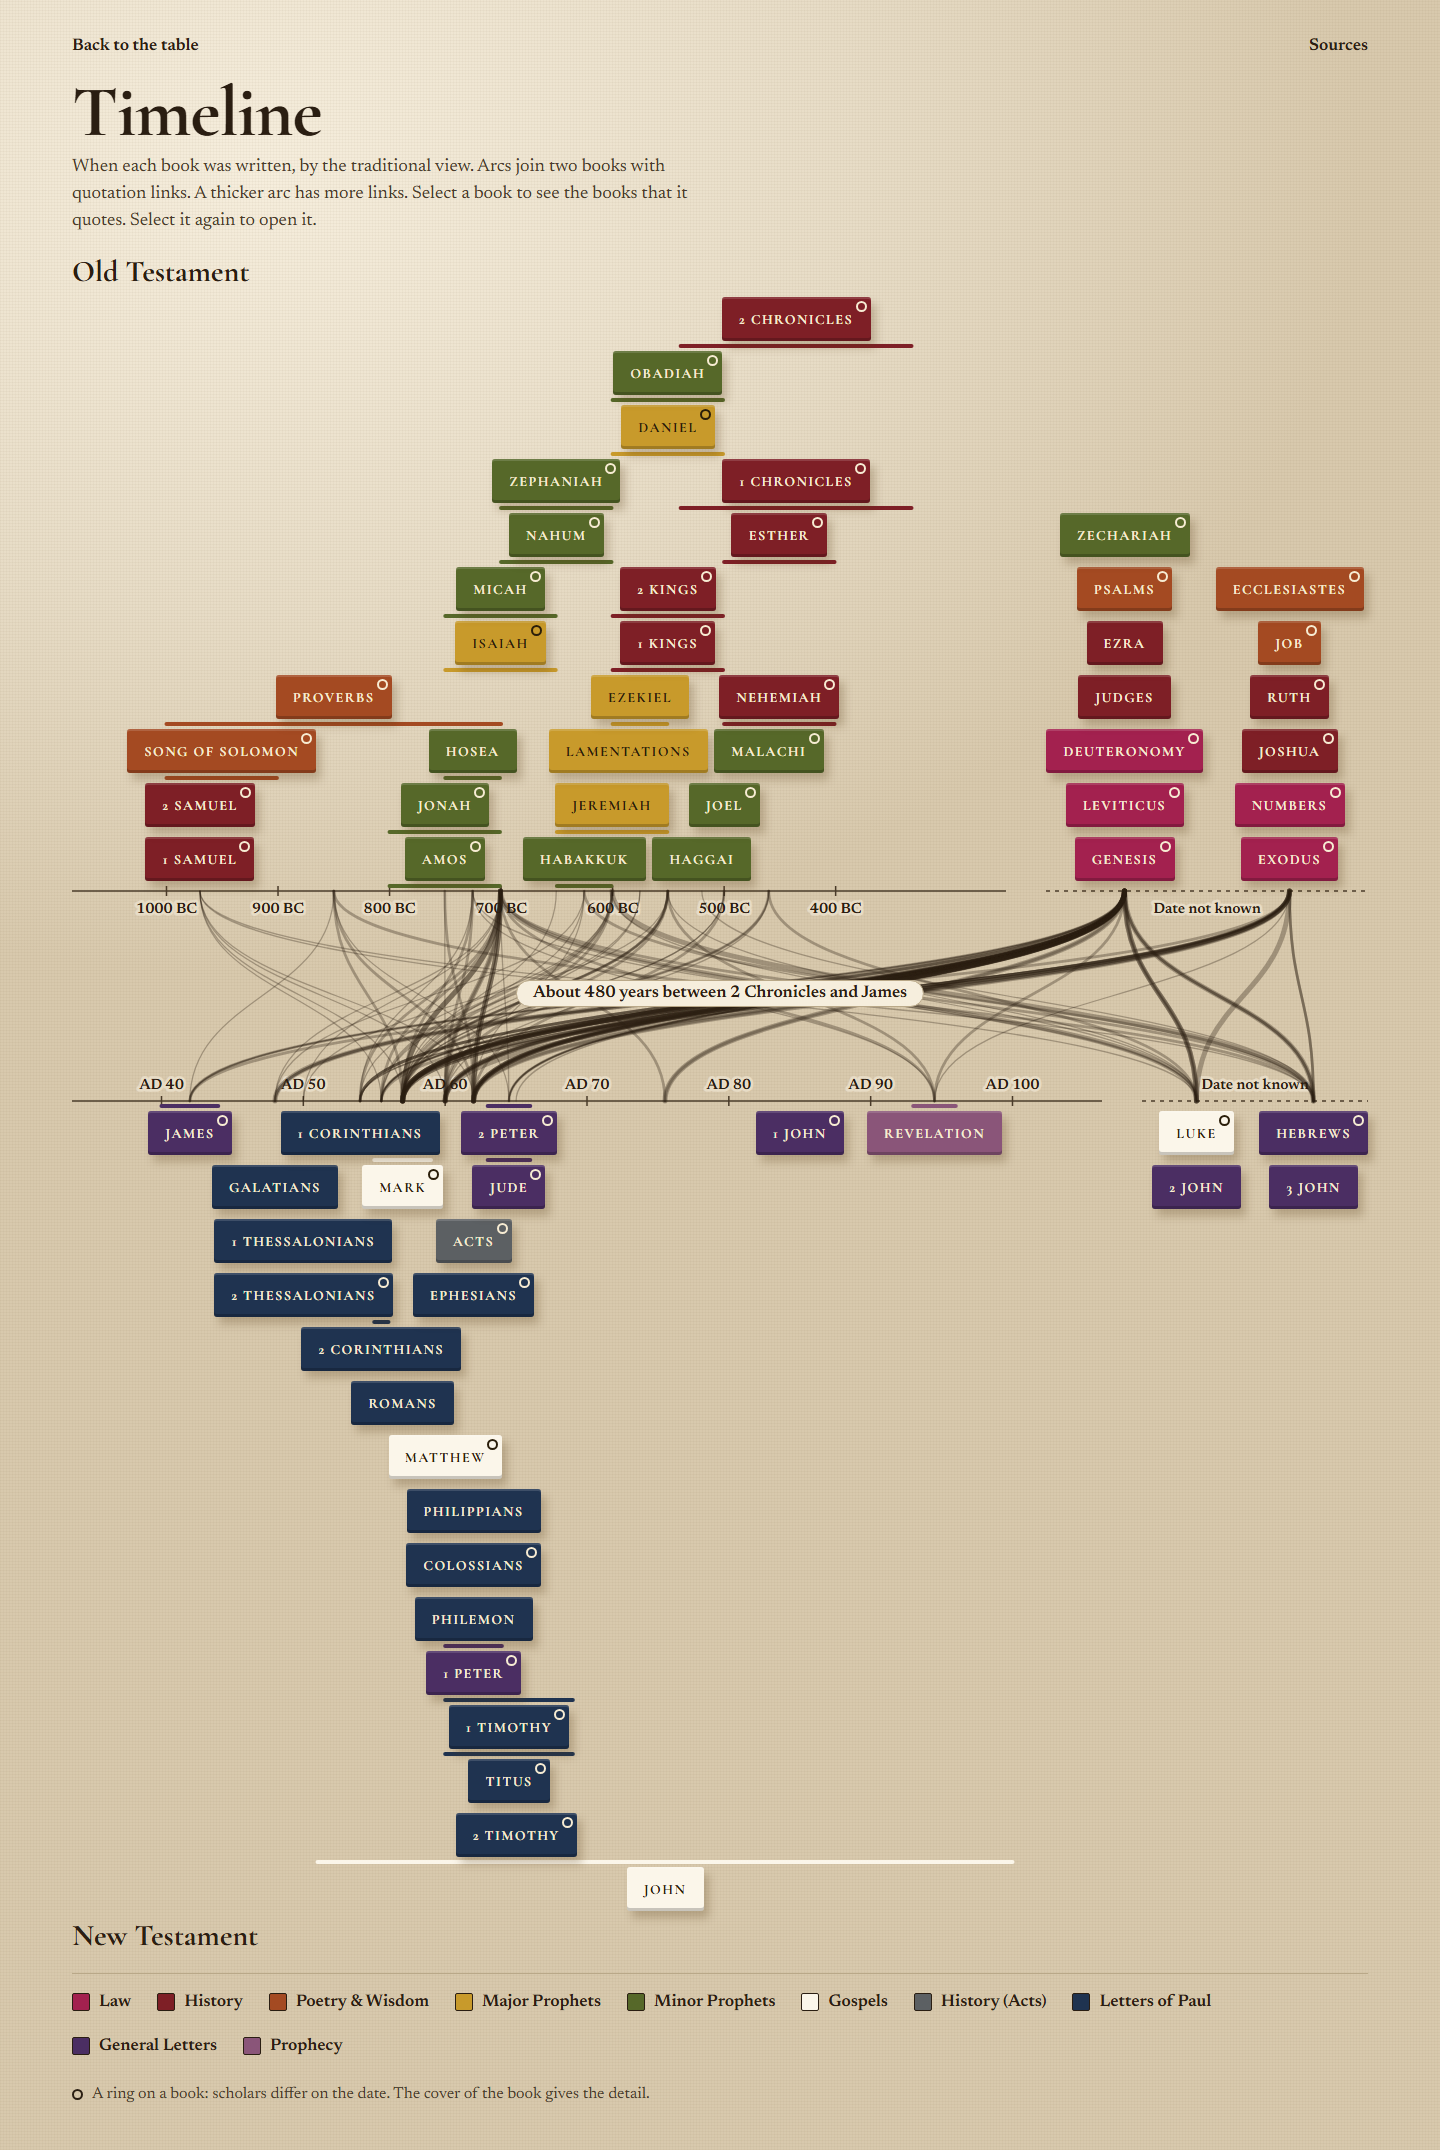 Back to the table
Sources
Timeline
When each book was written, by the traditional view. Arcs join two books with
quotation links. A thicker arc has more links. Select a book to see the books that it
quotes. Select it again to open it.
Old Testament
2 CHRONICLES
OBADIAH
DANIEL
ZEPHANIAH
1 CHRONICLES
NAHUM
ESTHER
ZECHARIAH
MICAH
2 KINGS
PSALMS
ECCLESIASTES
ISAIAH
1 KINGS
EZRA
JOB
PROVERBS
EZEKIEL
NEHEMIAH
JUDGES
RUTH
SONG OF SOLOMON
HOSEA
LAMENTATIONS
MALACHI
DEUTERONOMY
JOSHUA
2 SAMUEL
JONAH
JEREMIAH
JOEL
LEVITICUS
NUMBERS
1 SAMUEL
AMOS
HABAKKUK
HAGGAI
GENESIS
EXODUS
1000 BC
900 BC
800 BC
700 BC
600 BC
500 BC
400 BC
Date not known
About 480 years between 2 Chronicles and James
AD 40
AD 50
AD 60
AD 70
AD 80
AD 90
AD 100
Date not known
JAMES
1 CORINTHIANS
2 PETER
1 JOHN
REVELATION
LUKE
HEBREWS
GALATIANS
MARK
JUDE
2 JOHN
3 JOHN
1 THESSALONIANS
ACTS
2 THESSALONIANS
EPHESIANS
2 CORINTHIANS
ROMANS
MATTHEW
PHILIPPIANS
COLOSSIANS
PHILEMON
1 PETER
1 TIMOTHY
TITUS
2 TIMOTHY
JOHN
New Testament
Law
History
Poetry & Wisdom
Major Prophets
Minor Prophets
Gospels
History (Acts)
Letters of Paul
General Letters
Prophecy
A ring on a book: scholars differ on the date. The cover of the book gives the detail.